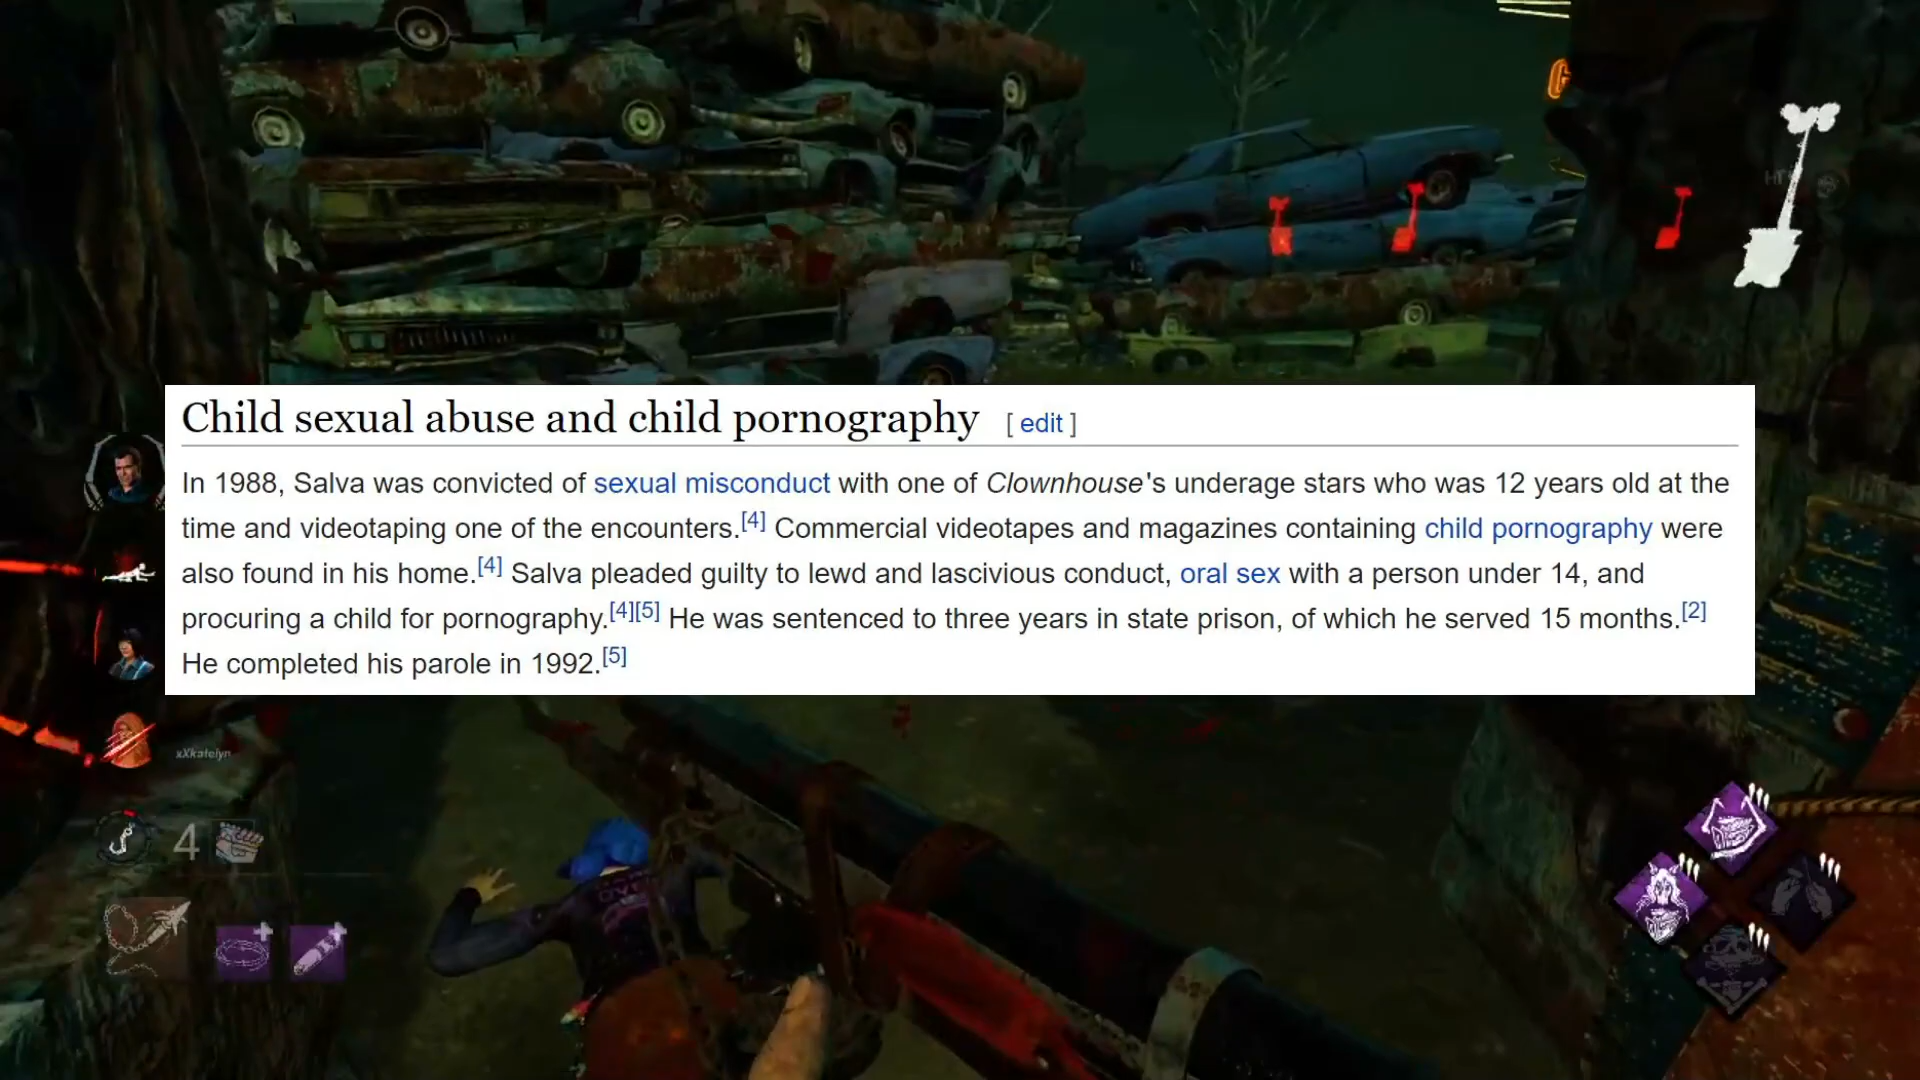 Child sexual abuse and child pornography [ edit ]
In 1988, Salva was convicted of sexual misconduct with one of Clownhouse's underage stars who was 12 years old at the
time and videotaping one of the encounters.[4] Commercial videotapes and magazines containing child pornography were
also found in his home.[4] Salva pleaded guilty to lewd and lascivious conduct, oral sex with a person under 14, and
procuring a child for pornography.[4][5] He was sentenced to three years in state prison, of which he served 15 months.[2]
He completed his parole in 1992.[5]
xXkatelyn
4